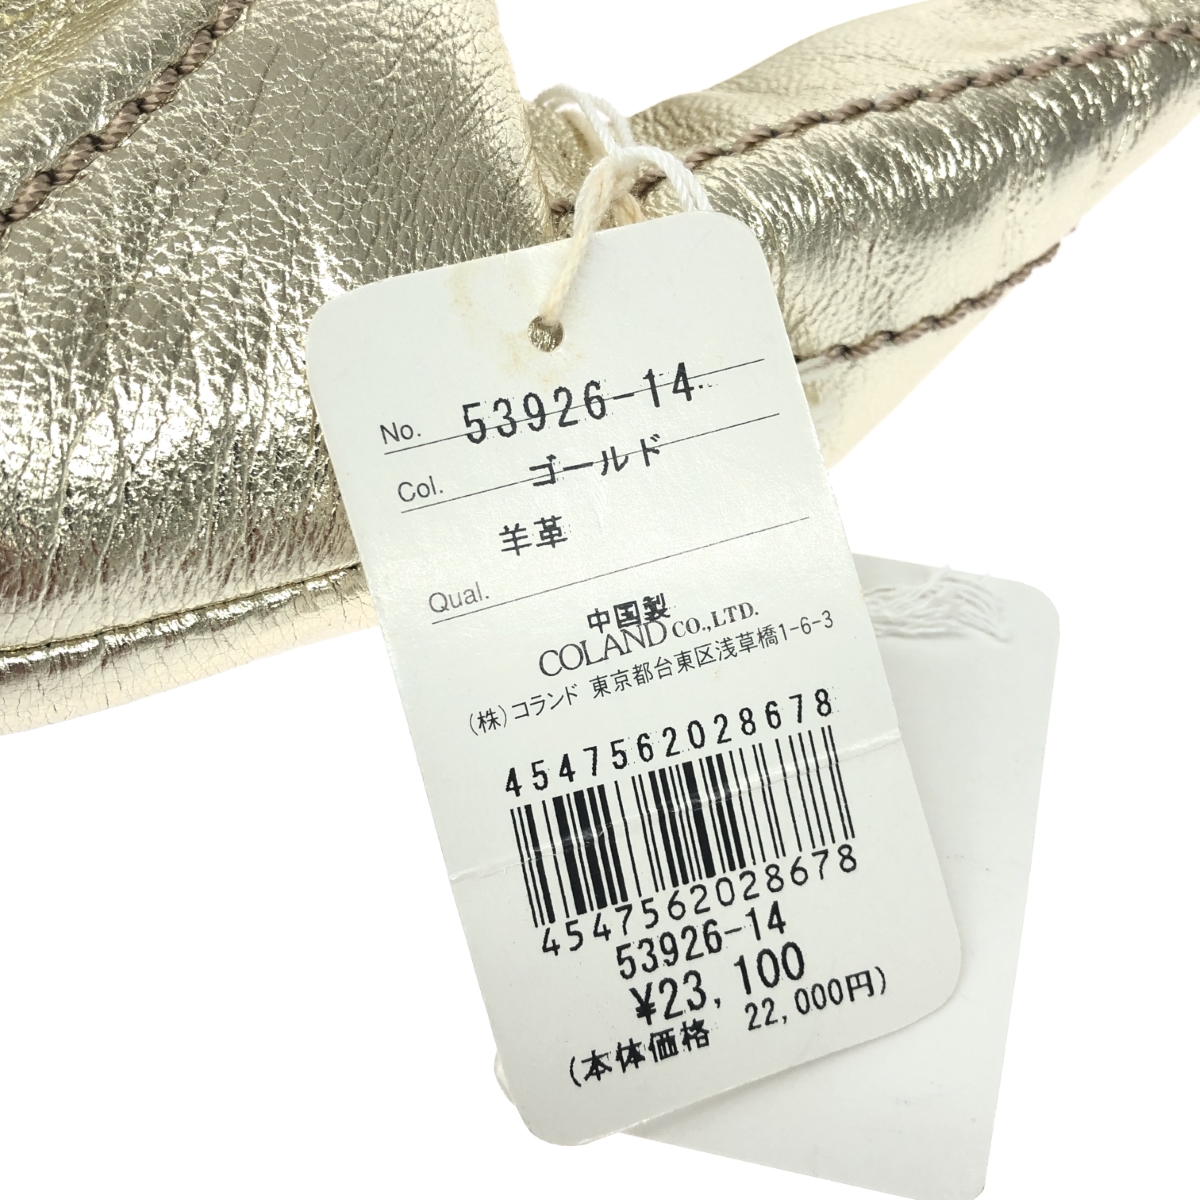 No. 53926-14
Col. ゴールド
羊革
Qual.
中国製
COLAND CO.,LTD.
(株)コランド 東京都台東区浅草橋1-6-3
4547562028678
4547562028678
53926-14
¥23,100
(本体価格 22,000円)